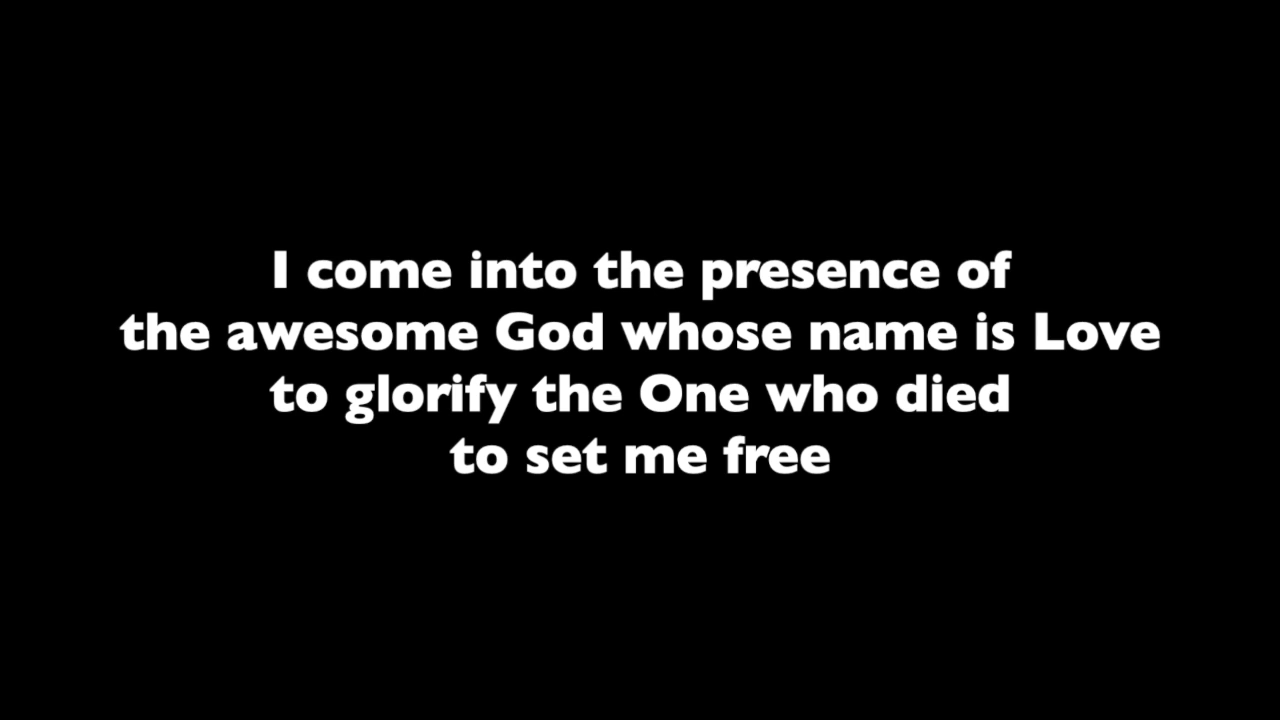 I come into the presence of
the awesome God whose name is Love
to glorify the One who died
to set me free